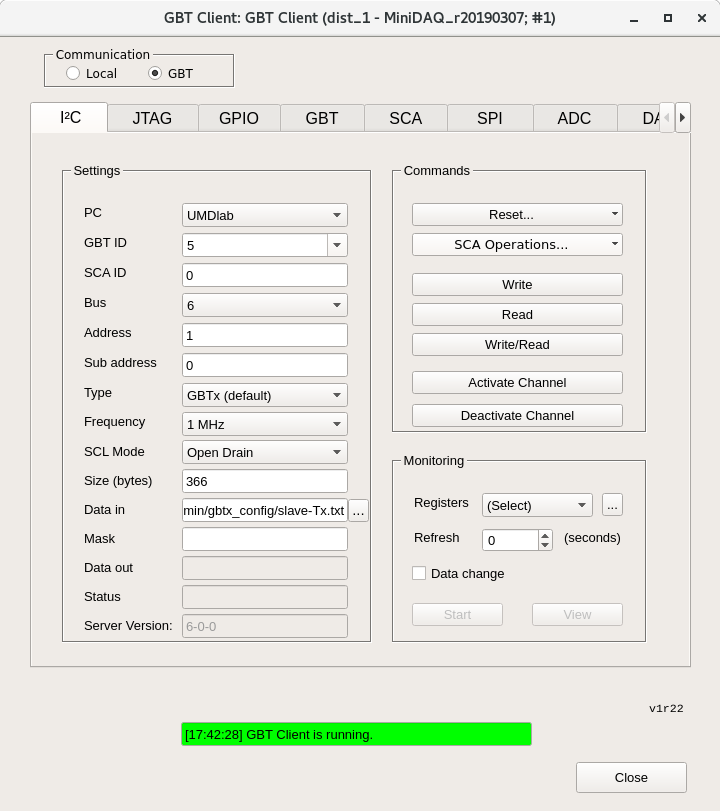 GBT Client: GBT Client (dist_1 - MiniDAQ_r20190307; #1)
Communication
Local GBT
I²C JTAG GPIO GBT SCA SPI ADC DA
Settings
PC UMDlab
GBT ID 5
SCA ID 0
Bus 6
Address 1
Sub address 0
Type GBTx (default)
Frequency 1 MHz
SCL Mode Open Drain
Size (bytes) 366
Data in min/gbtx_config/slave-Tx.txt ...
Mask
Data out
Status
Server Version: 6-0-0
Commands
Reset...
SCA Operations...
Write
Read
Write/Read
Activate Channel
Deactivate Channel
Monitoring
Registers (Select) ...
Refresh 0 (seconds)
Data change
Start View
v1r22
[17:42:28] GBT Client is running.
Close